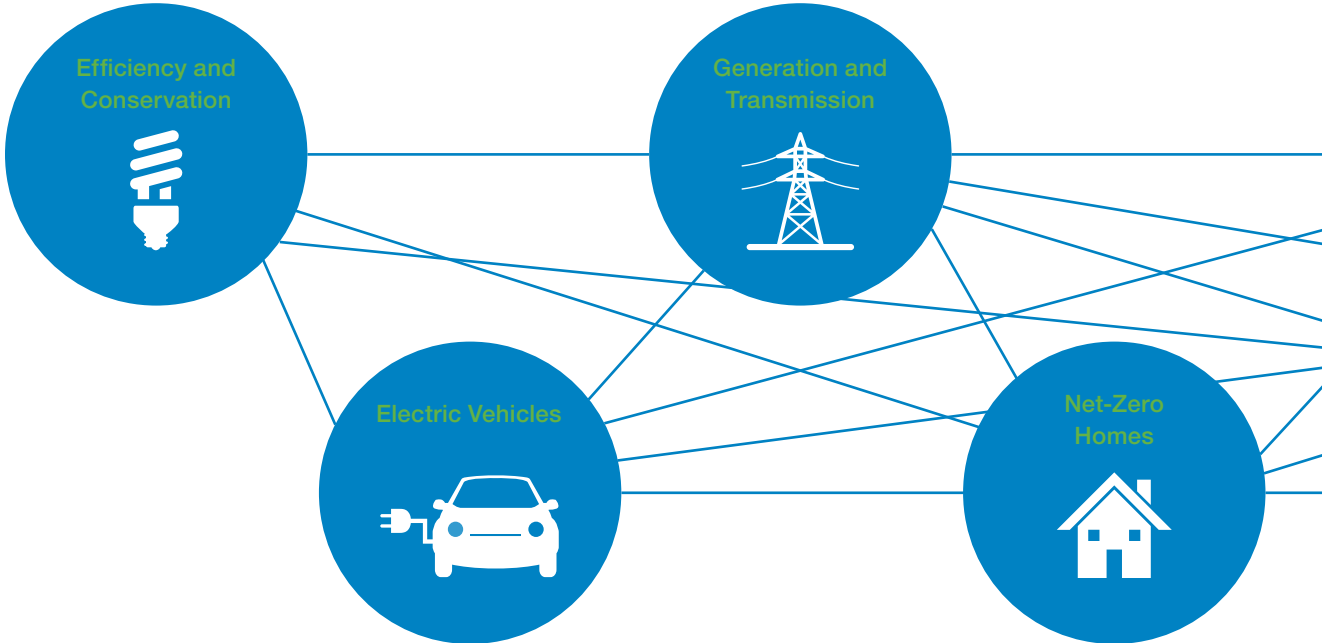 Efficiency and
Conservation
Generation and
Transmission
Electric Vehicles
Net-Zero
Homes